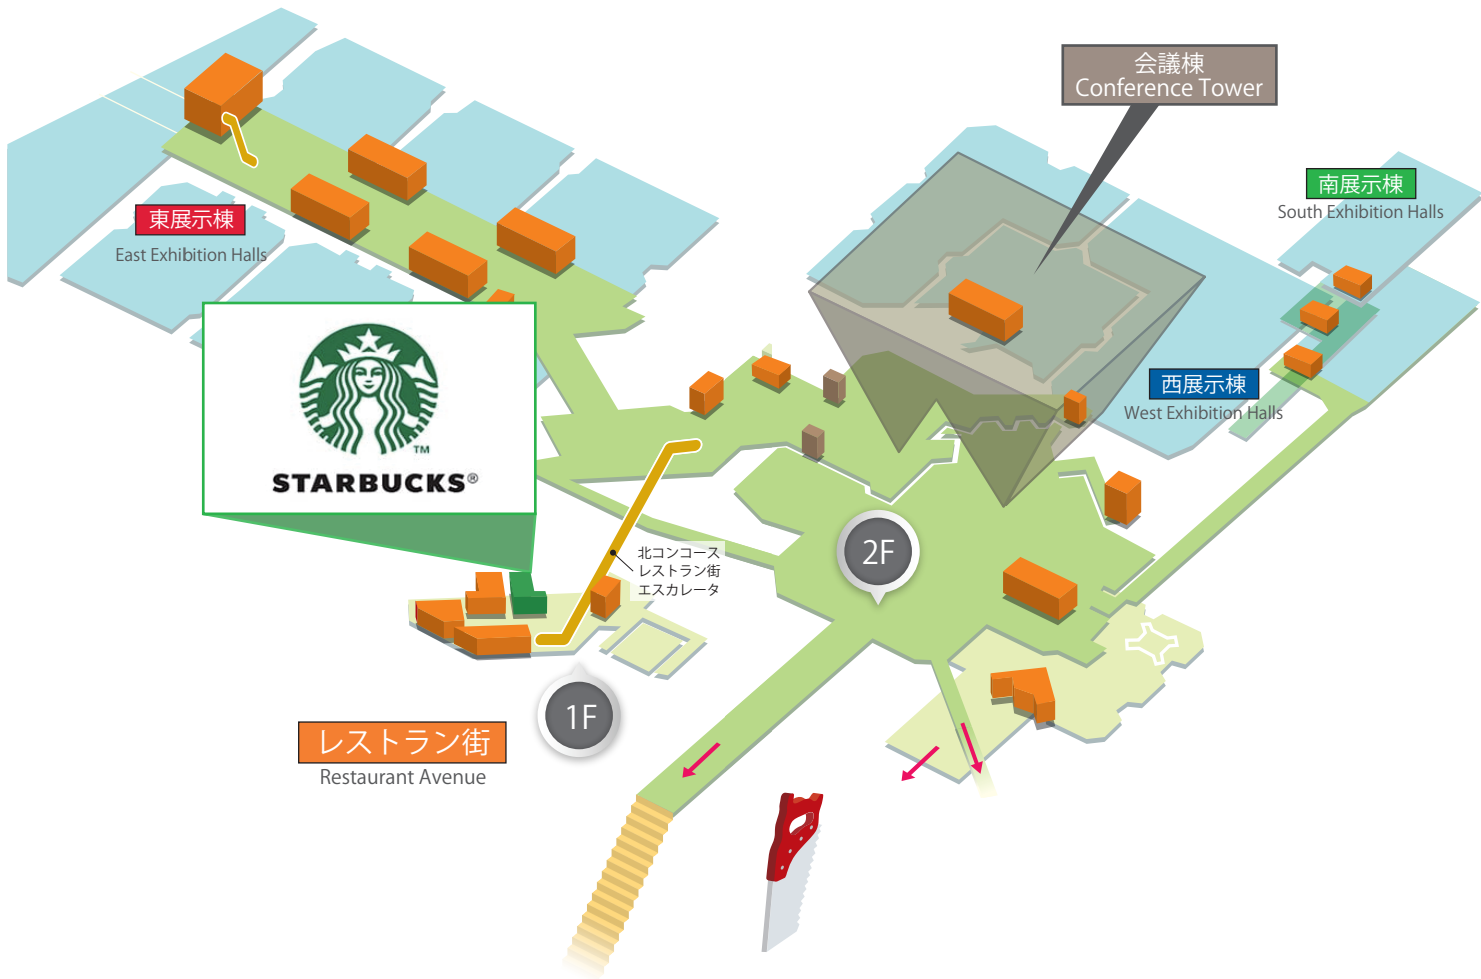 会議棟
Conference Tower
南展示棟
South Exhibition Halls
東展示棟
East Exhibition Halls
西展示棟
West Exhibition Halls
TM
STARBUCKS®
2F
北コンコース
レストラン街
エスカレータ
1F
レストラン街
Restaurant Avenue